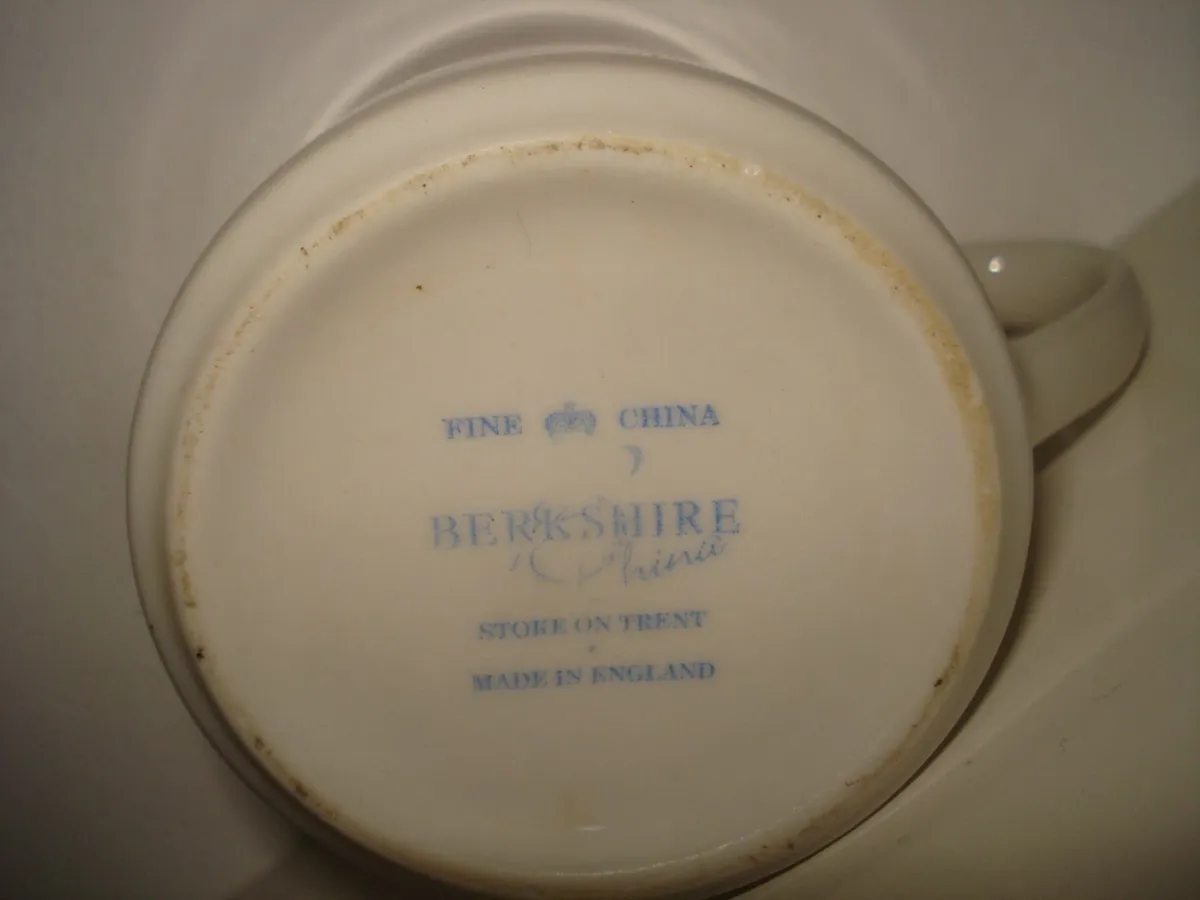 FINE CHINA
BERKSHIRE
China
STOKE ON TRENT
MADE IN ENGLAND